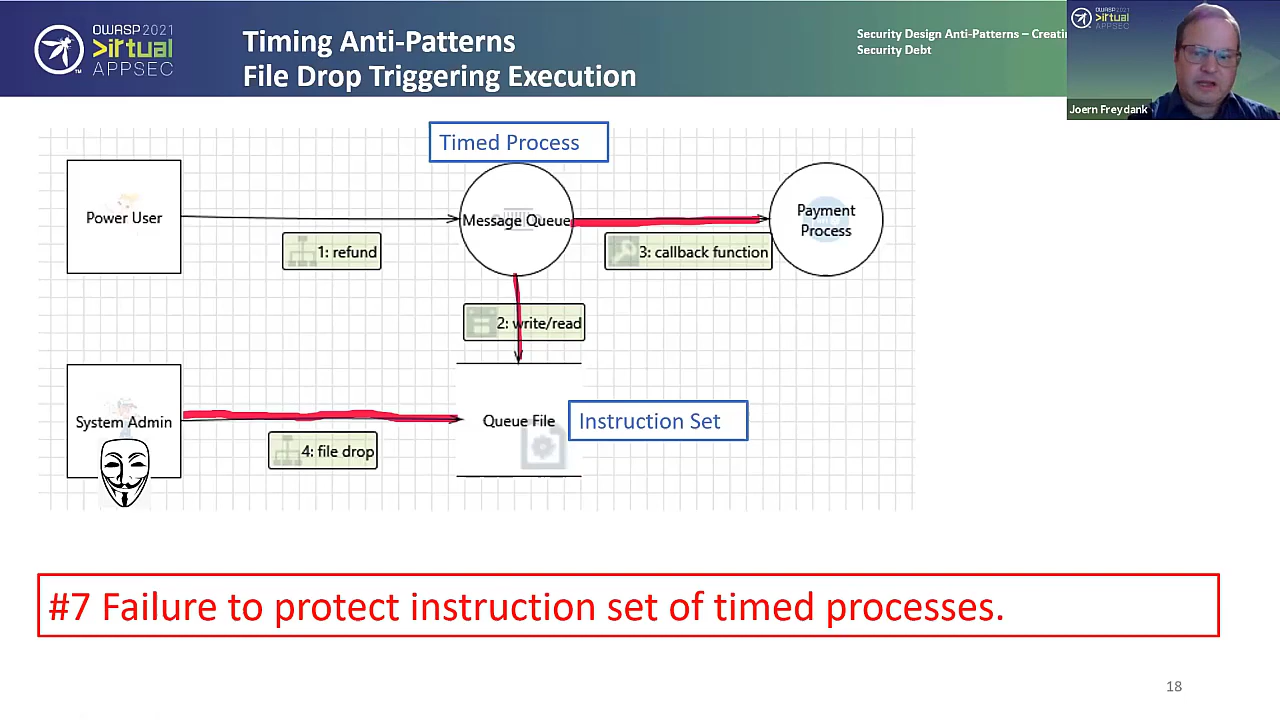 OWASP 2021
Virtual
APPSEC
Timing Anti-Patterns
File Drop Triggering Execution
Security Design Anti-Patterns – Creatin
Security Debt
OWASP 2021
Virtual
APPSEC
Joern Freydank
Timed Process
Power User
1: refund
Message Queue
3: callback function
Payment
Process
2: write/read
System Admin
4: file drop
Queue File
Instruction Set
#7 Failure to protect instruction set of timed processes.
18